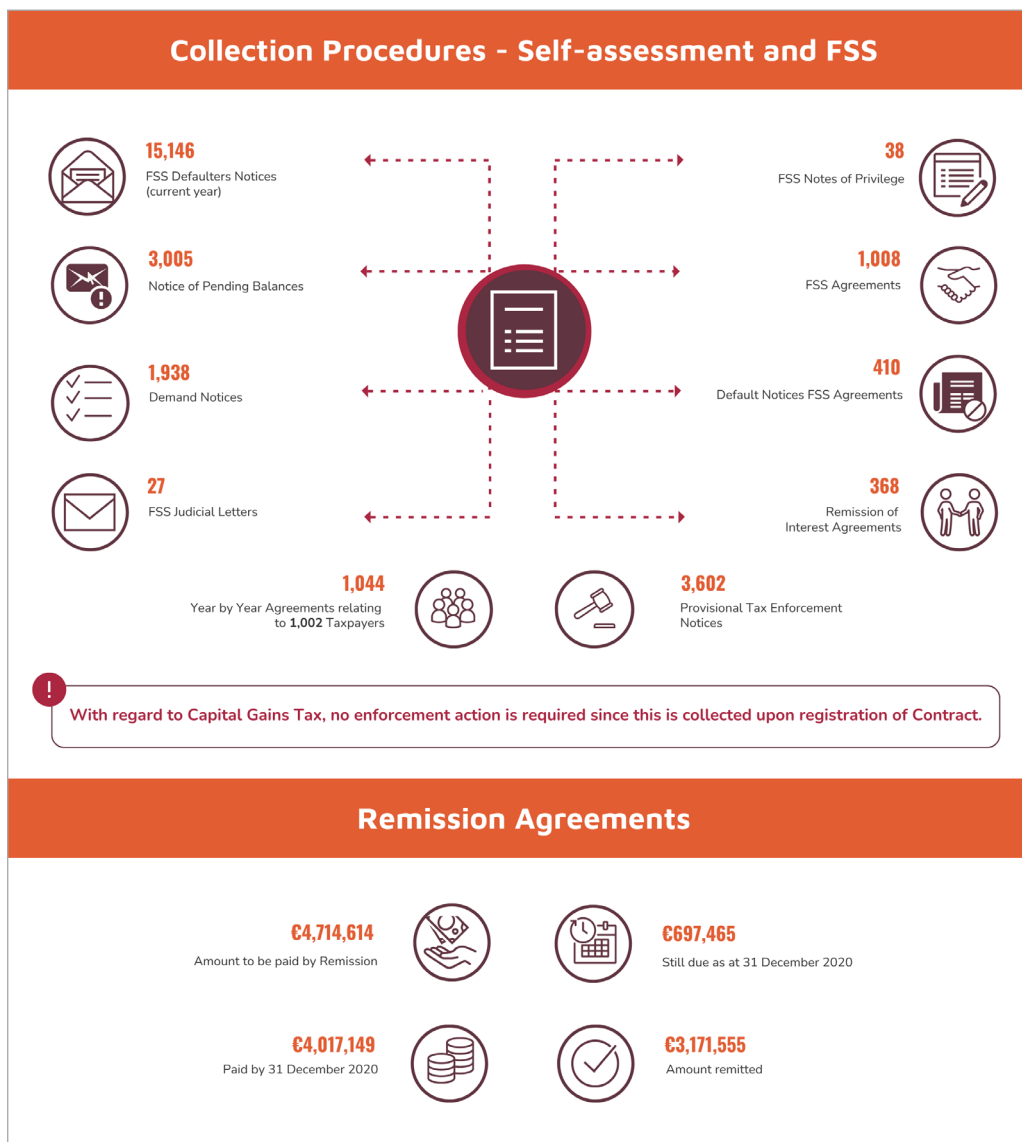 Collection Procedures - Self-assessment and FSS
15,146
FSS Defaulters Notices
(current year)
3,005
Notice of Pending Balances
1,938
Demand Notices
27
FSS Judicial Letters
38
FSS Notes of Privilege
1,008
FSS Agreements
410
Default Notices FSS Agreements
368
Remission of
Interest Agreements
1,044
Year by Year Agreements relating
to 1,002 Taxpayers
3,602
Provisional Tax Enforcement
Notices
!
With regard to Capital Gains Tax, no enforcement action is required since this is collected upon registration of Contract.
Remission Agreements
€4,714,614
Amount to be paid by Remission
€697,465
Still due as at 31 December 2020
€4,017,149
Paid by 31 December 2020
€3,171,555
Amount remitted